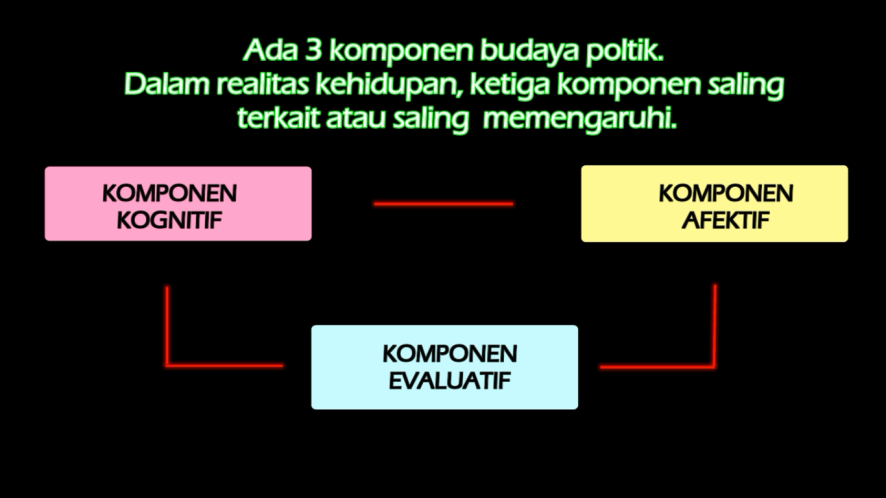 Ada 3 komponen budaya poltik.
Dalam realitas kehidupan, ketiga komponen saling
terkait atau saling memengaruhi.
KOMPONEN
KOGNITIF
KOMPONEN
AFEKTIF
KOMPONEN
EVALUATIF